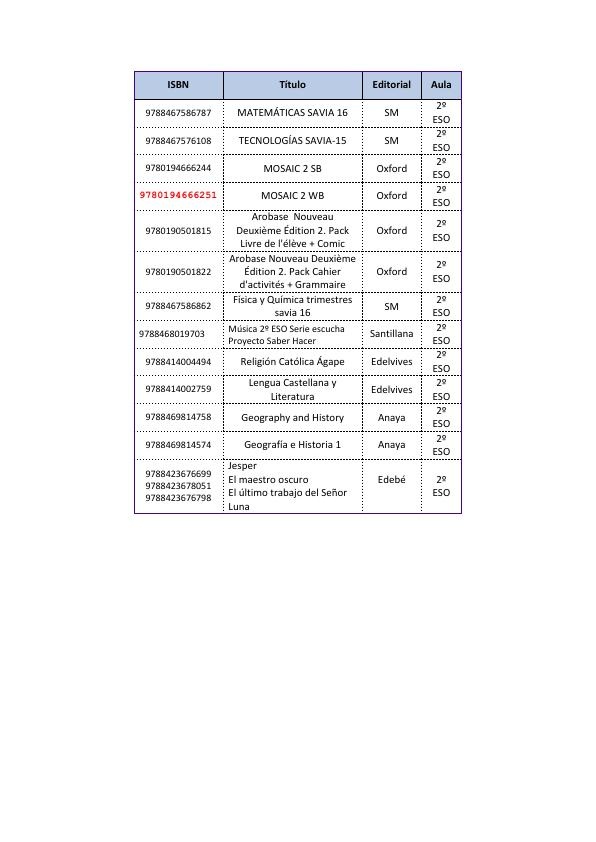 ISBN Título Editorial Aula
9788467586787 MATEMÁTICAS SAVIA 16 SM 2º ESO
9788467576108 TECNOLOGÍAS SAVIA-15 SM 2º ESO
9780194666244 MOSAIC 2 SB Oxford 2º ESO
9780194666251 MOSAIC 2 WB Oxford 2º ESO
9780190501815 Arobase Nouveau
Deuxième Édition 2. Pack
Livre de l'élève + Comic Oxford 2º ESO
9780190501822 Arobase Nouveau Deuxième
Édition 2. Pack Cahier
d'activités + Grammaire Oxford 2º ESO
9788467586862 Física y Química trimestres
savia 16 SM 2º ESO
9788468019703 Música 2º ESO Serie escucha
Proyecto Saber Hacer Santillana 2º ESO
9788414004494 Religión Católica Ágape Edelvives 2º ESO
9788414002759 Lengua Castellana y
Literatura Edelvives 2º ESO
9788469814758 Geography and History Anaya 2º ESO
9788469814574 Geografía e Historia 1 Anaya 2º ESO
9788423676699
9788423678051
9788423676798
Jesper
El maestro oscuro
El último trabajo del Señor
Luna
Edebé
2º
ESO